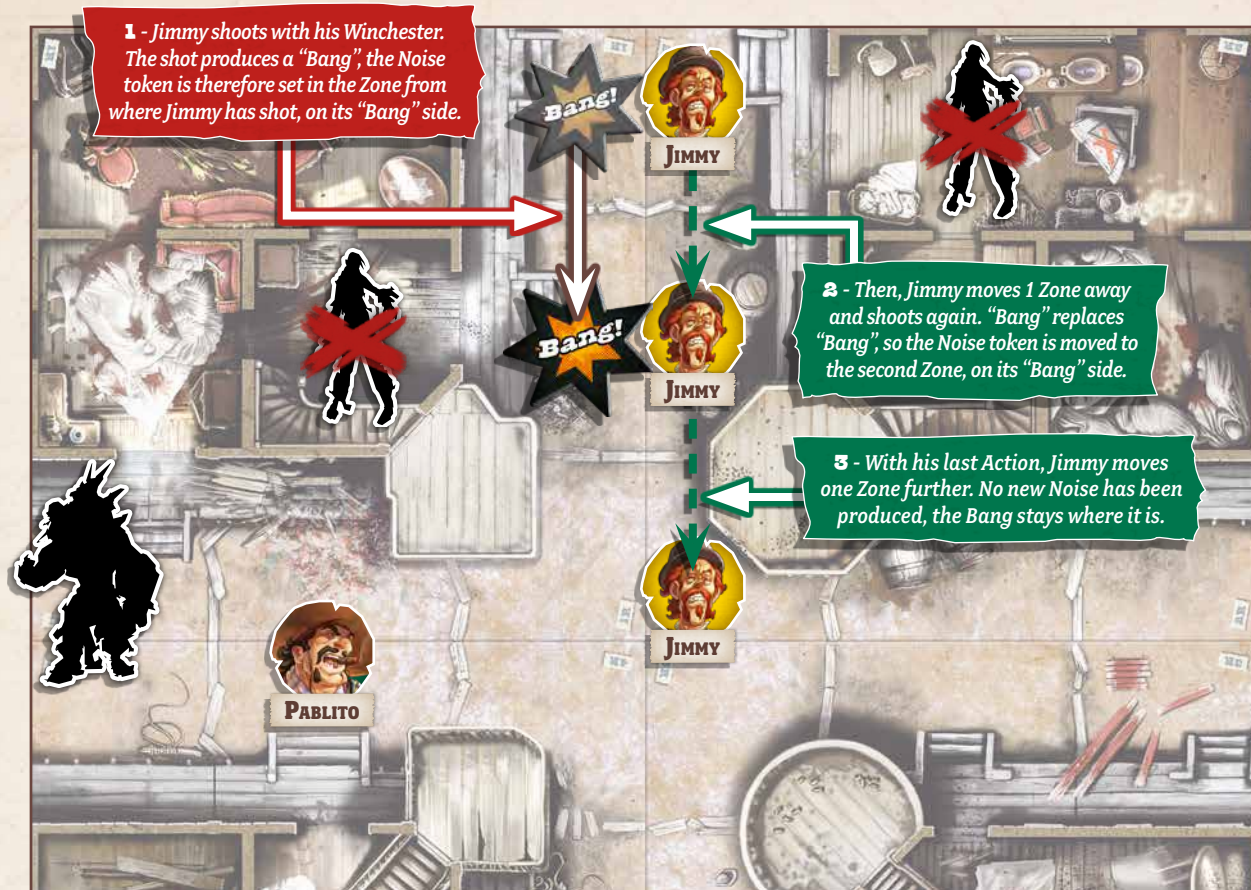 1 - Jimmy shoots with his Winchester.
The shot produces a “Bang”, the Noise
token is therefore set in the Zone from
where Jimmy has shot, on its “Bang” side.
Bang!
JIMMY
2 - Then, Jimmy moves 1 Zone away
and shoots again. “Bang” replaces
“Bang”, so the Noise token is moved to
the second Zone, on its “Bang” side.
Bang!
JIMMY
3 - With his last Action, Jimmy moves
one Zone further. No new Noise has been
produced, the Bang stays where it is.
JIMMY
PABLITO